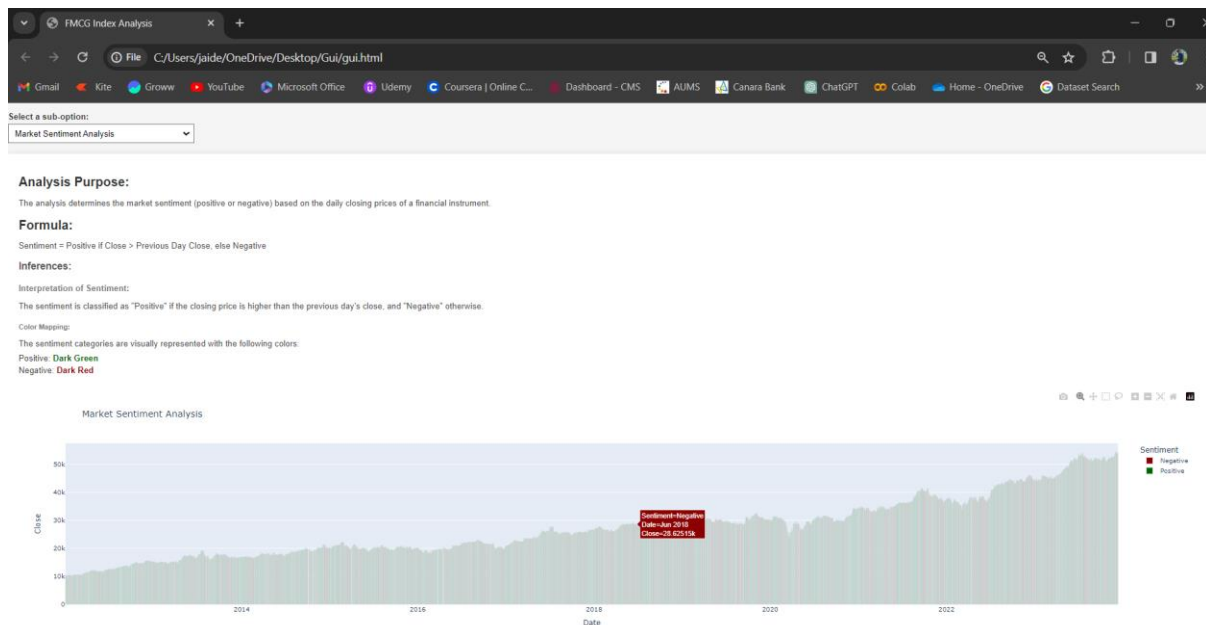 FMCG Index Analysis
File C:/Users/jaide/OneDrive/Desktop/Gui/gui.html
Gmail Kite Groww YouTube Microsoft Office Udemy Coursera | Online C... Dashboard - CMS AUMS Canara Bank ChatGPT Colab Home - OneDrive Dataset Search
Select a sub-option:
Market Sentiment Analysis
Analysis Purpose:
The analysis determines the market sentiment (positive or negative) based on the daily closing prices of a financial instrument.
Formula:
Sentiment = Positive if Close > Previous Day Close, else Negative
Inferences:
Interpretation of Sentiment:
The sentiment is classified as "Positive" if the closing price is higher than the previous day's close, and "Negative" otherwise.
Color Mapping:
The sentiment categories are visually represented with the following colors:
Positive: Dark Green
Negative: Dark Red
Market Sentiment Analysis
Sentiment
Negative
Positive
50k
40k
30k
20k
10k
0
Close
Sentiment=Negative
Date=Jun 2018
Close=28.62515k
2014 2016 2018 2020 2022
Date